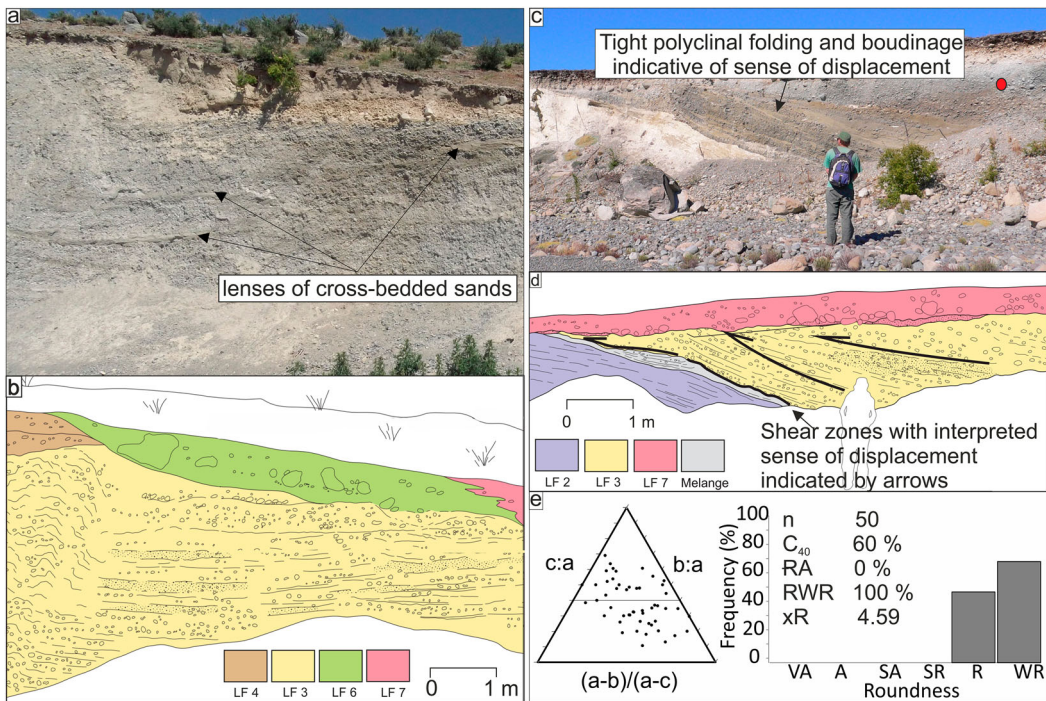 a
lenses of cross-bedded sands
b
LF 4
LF 3
LF 6
LF 7
0
1 m
c
Tight polyclinal folding and boudinage
indicative of sense of displacement
d
0
1 m
LF 2
LF 3
LF 7
Melange
Shear zones with interpreted
sense of displacement
indicated by arrows
e
c:a
b:a
(a-b)/(a-c)
Frequency (%)
100
80
60
40
20
0
n 50
C40 60 %
RA 0 %
RWR 100 %
xR 4.59
VA A SA SR R WR
Roundness